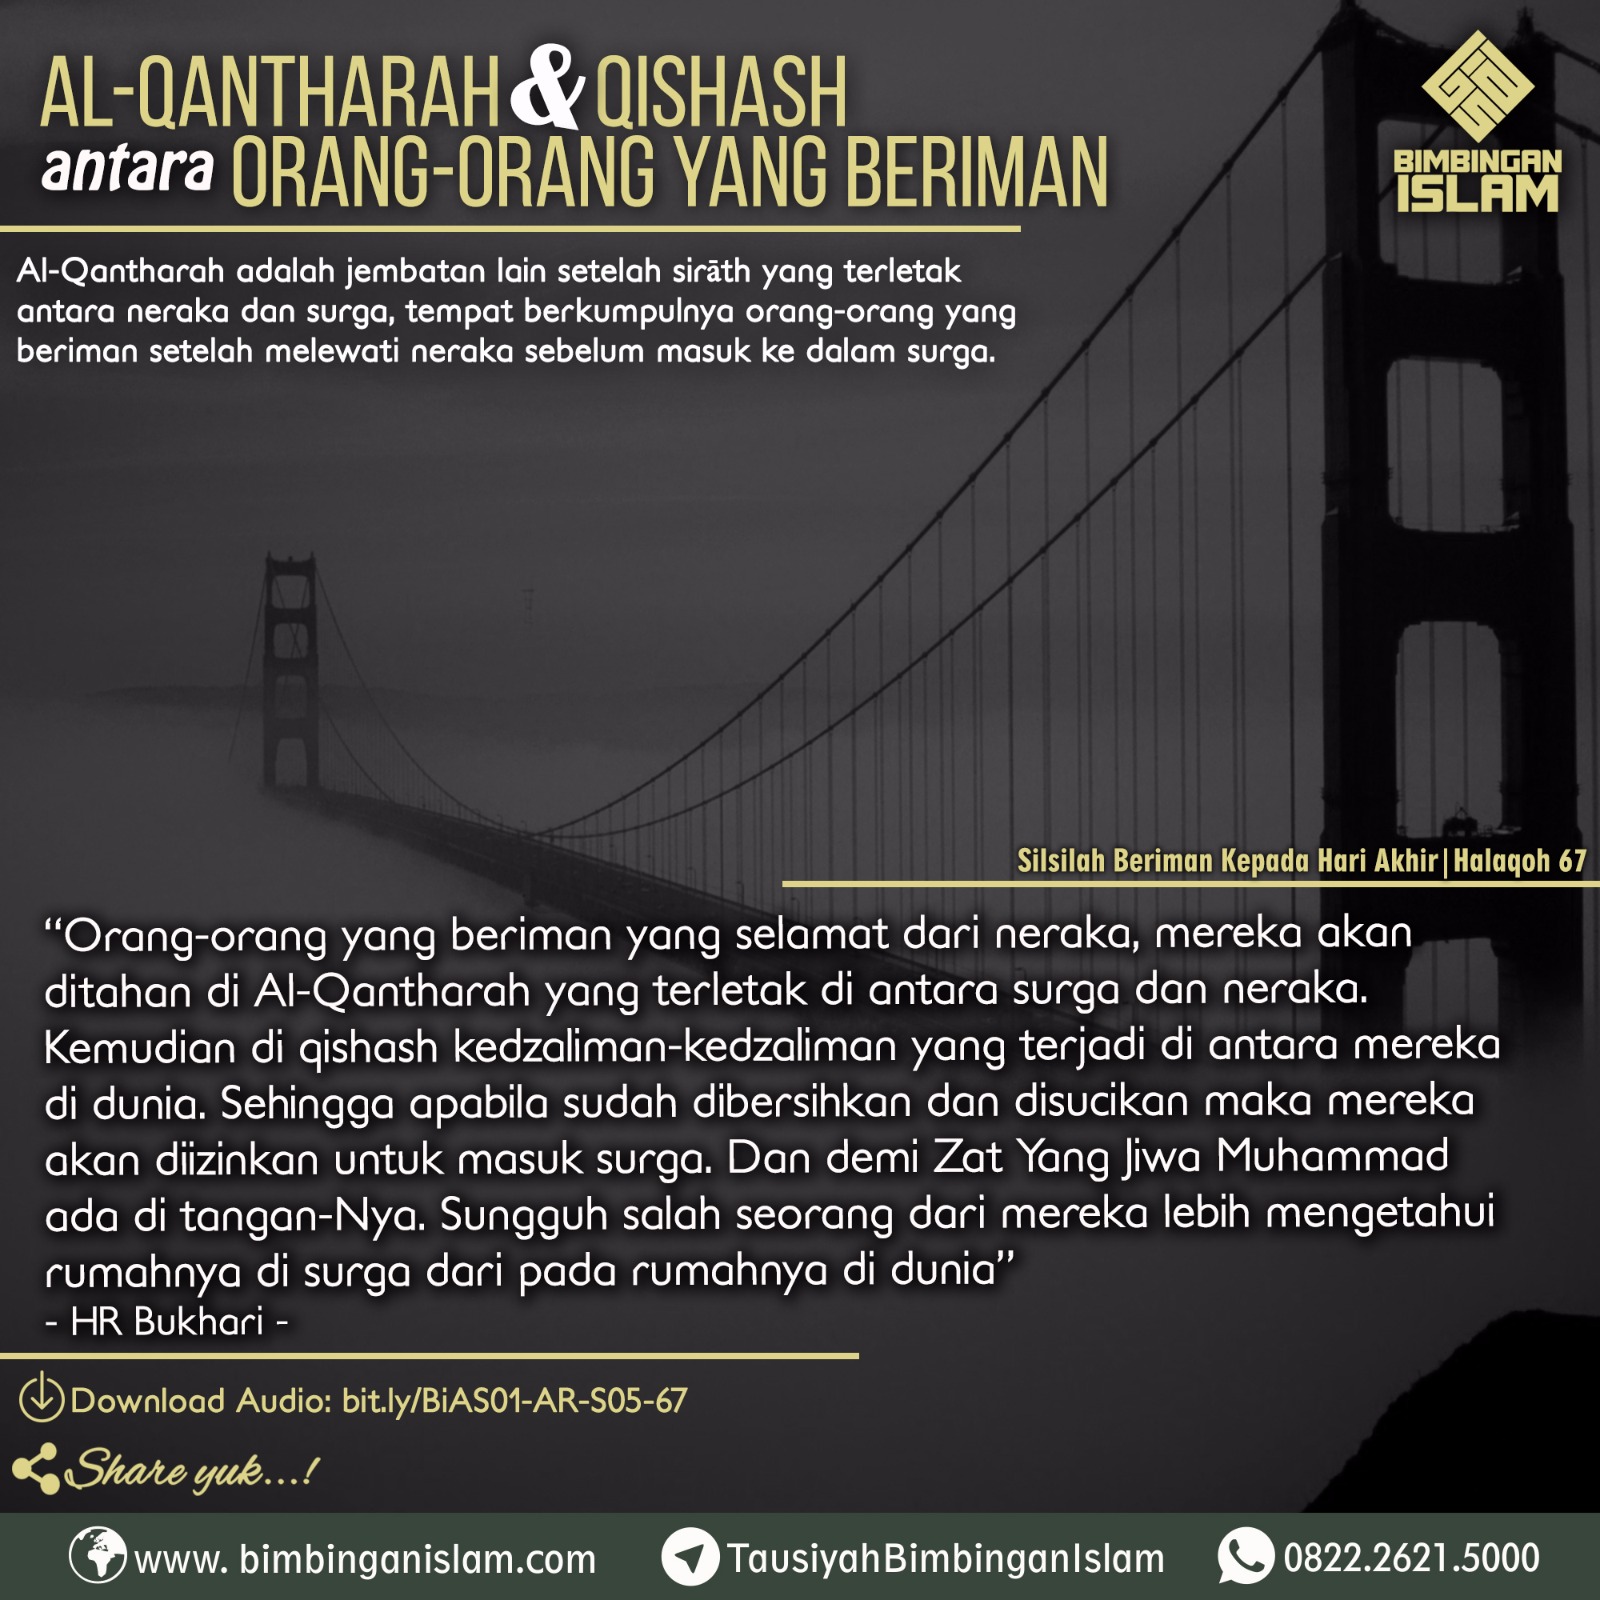 AL-QANTHARAH & QISHASH
antara ORANG-ORANG YANG BERIMAN
BIMBINGAN
ISLAM
Al-Qantharah adalah jembatan lain setelah sirāth yang terletak
antara neraka dan surga, tempat berkumpulnya orang-orang yang
beriman setelah melewati neraka sebelum masuk ke dalam surga.
Silsilah Beriman Kepada Hari Akhir|Halaqoh 67
“Orang-orang yang beriman yang selamat dari neraka, mereka akan
ditahan di Al-Qantharah yang terletak di antara surga dan neraka.
Kemudian di qishash kedzaliman-kedzaliman yang terjadi di antara mereka
di dunia. Sehingga apabila sudah dibersihkan dan disucikan maka mereka
akan diizinkan untuk masuk surga. Dan demi Zat Yang Jiwa Muhammad
ada di tangan-Nya. Sungguh salah seorang dari mereka lebih mengetahui
rumahnya di surga dari pada rumahnya di dunia”
- HR Bukhari -
Download Audio: bit.ly/BiAS01-AR-S05-67
Share yuk...!
www. bimbinganislam.com
TausiyahBimbinganIslam
0822.2621.5000